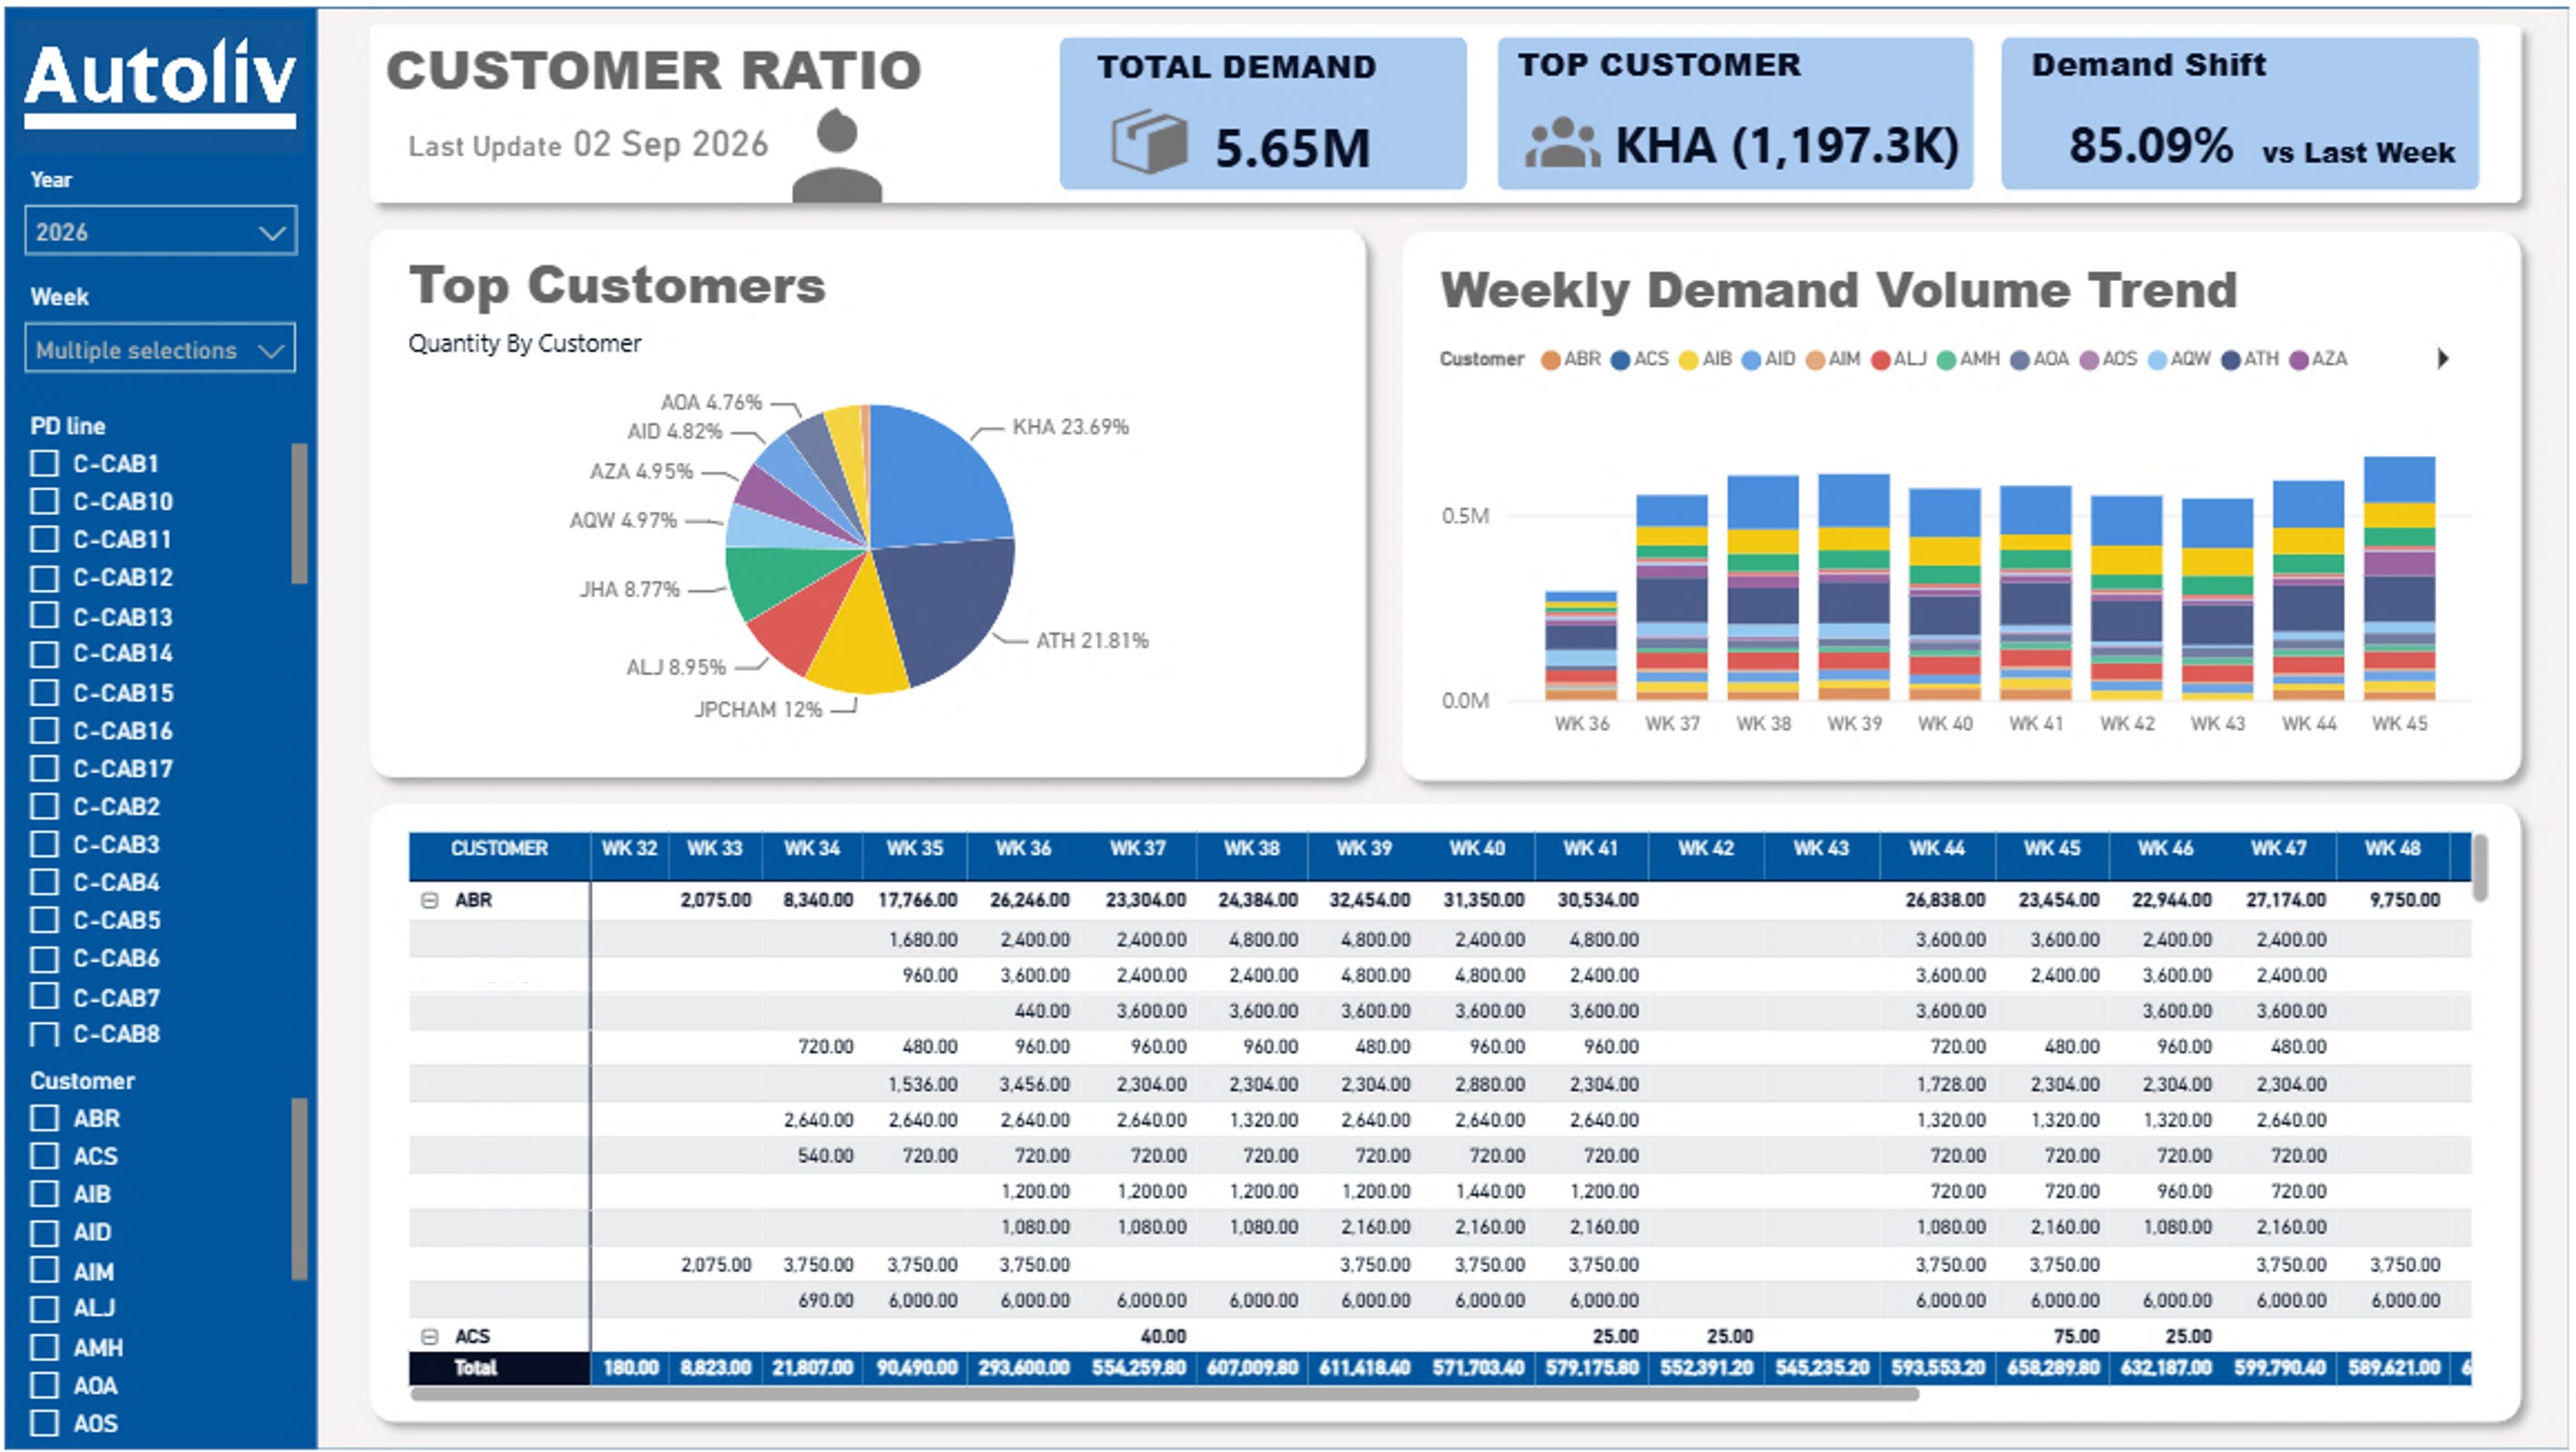 Autoliv
Year
2026
Week
Multiple selections
PD line
C-CAB1
C-CAB10
C-CAB11
C-CAB12
C-CAB13
C-CAB14
C-CAB15
C-CAB16
C-CAB17
C-CAB2
C-CAB3
C-CAB4
C-CAB5
C-CAB6
C-CAB7
C-CAB8
Customer
ABR
ACS
AIB
AID
AIM
ALJ
AMH
AOA
AOS
CUSTOMER RATIO
Last Update 02 Sep 2026
TOTAL DEMAND
5.65M
TOP CUSTOMER
KHA (1,197.3K)
Demand Shift
85.09% vs Last Week
Top Customers
Quantity By Customer
AOA 4.76%
AID 4.82%
AZA 4.95%
AQW 4.97%
JHA 8.77%
ALJ 8.95%
JPCHAM 12%
KHA 23.69%
ATH 21.81%
Weekly Demand Volume Trend
Customer ABR ACS AIB AID AIM ALJ AMH AOA AOS AQW ATH AZA
0.5M
0.0M
WK 36 WK 37 WK 38 WK 39 WK 40 WK 41 WK 42 WK 43 WK 44 WK 45
CUSTOMER WK 32 WK 33 WK 34 WK 35 WK 36 WK 37 WK 38 WK 39 WK 40 WK 41 WK 42 WK 43 WK 44 WK 45 WK 46 WK 47 WK 48
ABR 2,075.00 8,340.00 17,766.00 26,246.00 23,304.00 24,384.00 32,454.00 31,350.00 30,534.00 26,838.00 23,454.00 22,944.00 27,174.00 9,750.00
1,680.00 2,400.00 2,400.00 4,800.00 4,800.00 2,400.00 4,800.00 3,600.00 3,600.00 2,400.00 2,400.00
960.00 3,600.00 2,400.00 2,400.00 4,800.00 4,800.00 2,400.00 3,600.00 2,400.00 3,600.00 2,400.00
440.00 3,600.00 3,600.00 3,600.00 3,600.00 3,600.00 3,600.00 3,600.00 3,600.00
720.00 480.00 960.00 960.00 960.00 480.00 960.00 960.00 720.00 480.00 960.00 480.00
1,536.00 3,456.00 2,304.00 2,304.00 2,304.00 2,880.00 2,304.00 1,728.00 2,304.00 2,304.00 2,304.00
2,640.00 2,640.00 2,640.00 2,640.00 1,320.00 2,640.00 2,640.00 2,640.00 1,320.00 1,320.00 1,320.00 2,640.00
540.00 720.00 720.00 720.00 720.00 720.00 720.00 720.00 720.00 720.00 720.00 720.00
1,200.00 1,200.00 1,200.00 1,200.00 1,440.00 1,200.00 720.00 720.00 960.00 720.00
1,080.00 1,080.00 1,080.00 2,160.00 2,160.00 2,160.00 1,080.00 2,160.00 1,080.00 2,160.00
2,075.00 3,750.00 3,750.00 3,750.00 3,750.00 3,750.00 3,750.00 3,750.00 3,750.00 3,750.00 3,750.00
690.00 6,000.00 6,000.00 6,000.00 6,000.00 6,000.00 6,000.00 6,000.00 6,000.00 6,000.00 6,000.00 6,000.00 6,000.00
ACS 40.00 25.00 25.00 75.00 25.00
Total 180.00 8,823.00 21,807.00 90,490.00 293,600.00 554,259.80 607,009.80 611,418.40 571,703.40 579,175.80 552,391.20 545,235.20 593,553.20 658,289.80 632,187.00 599,790.40 589,621.00 6